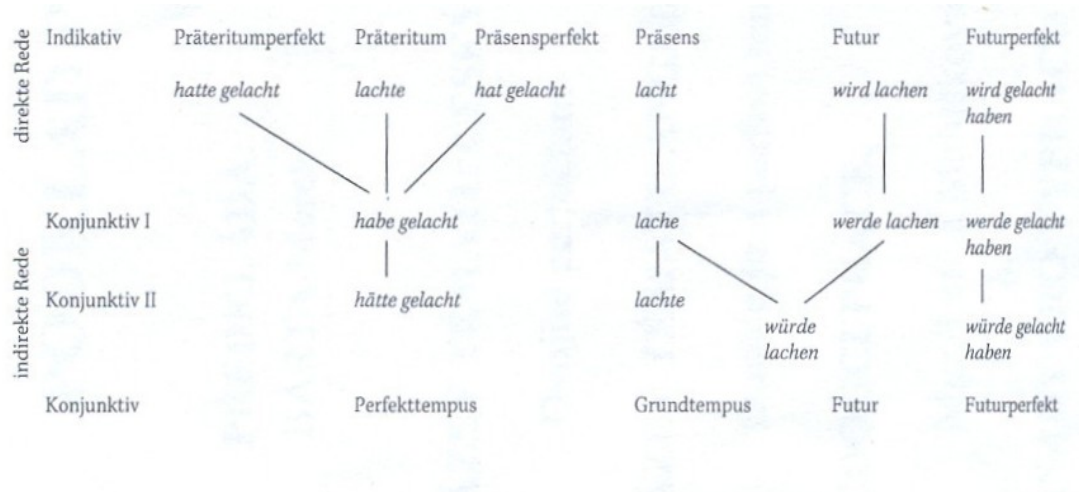 direkte Rede
Indikativ Präteritumperfekt Präteritum Präsensperfekt Präsens Futur Futurperfekt
hatte gelacht lachte hat gelacht lacht wird lachen wird gelacht
haben
indirekte Rede
Konjunktiv I habe gelacht lache werde lachen werde gelacht
haben
Konjunktiv II hätte gelacht lachte
würde würde gelacht
lachen haben
Konjunktiv Perfekttempus Grundtempus Futur Futurperfekt